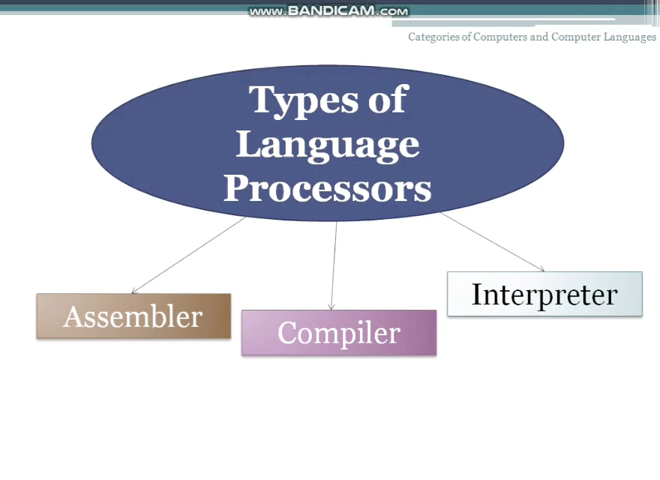 www.BANDICAM.com
Categories of Computers and Computer Languages
Types of
Language
Processors
Assembler
Compiler
Interpreter